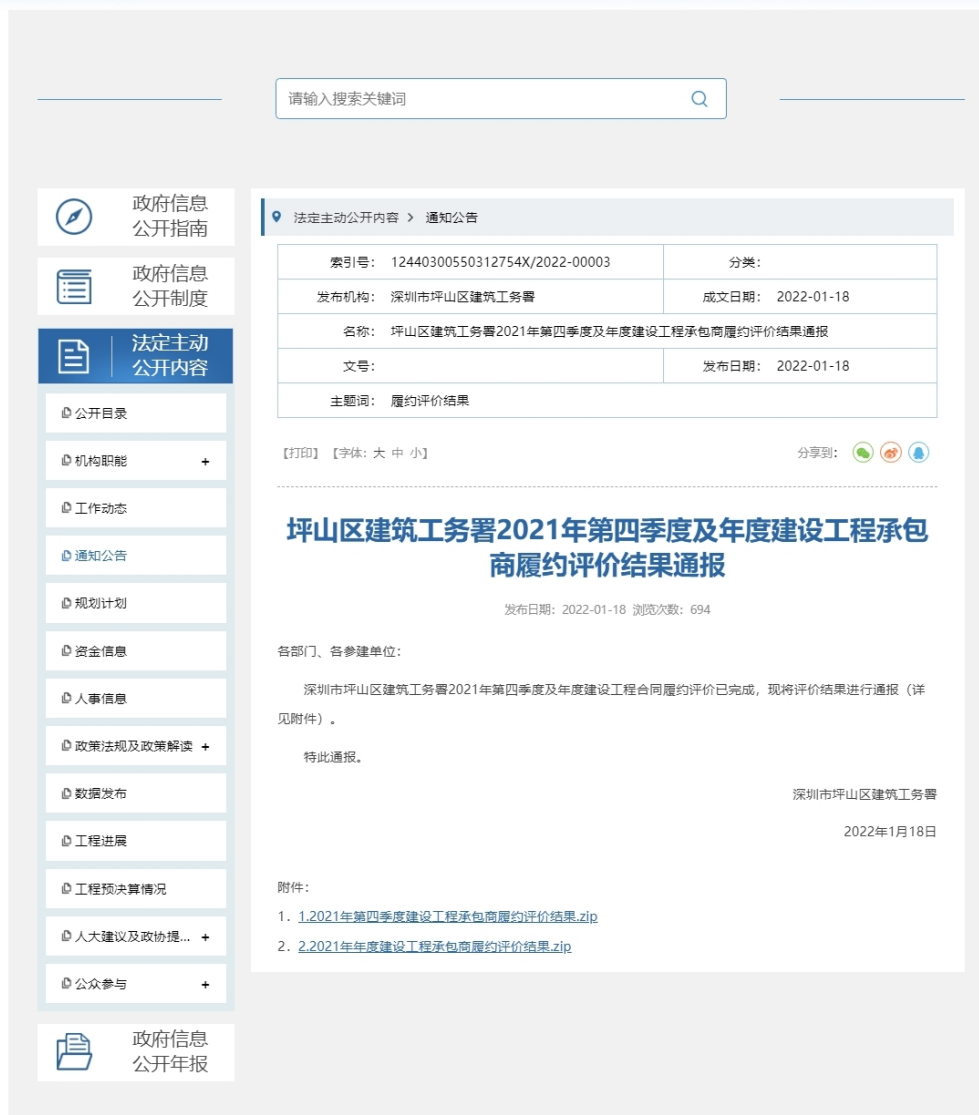 请输入搜索关键词
政府信息
公开指南
政府信息
公开制度
法定主动
公开内容
公开目录
机构职能 +
工作动态
通知公告
规划计划
资金信息
人事信息
政策法规及政策解读 +
数据发布
工程进展
工程预决算情况
人大建议及政协提... +
公众参与 +
政府信息
公开年报
法定主动公开内容 > 通知公告
索引号: 12440300550312754X/2022-00003 分类:
发布机构: 深圳市坪山区建筑工务署 成文日期: 2022-01-18
名称: 坪山区建筑工务署2021年第四季度及年度建设工程承包商履约评价结果通报
文号: 发布日期: 2022-01-18
主题词: 履约评价结果
【打印】 【字体: 大 中 小】 分享到:
坪山区建筑工务署2021年第四季度及年度建设工程承包
商履约评价结果通报
发布日期: 2022-01-18 浏览次数: 694
各部门、各参建单位:
深圳市坪山区建筑工务署2021年第四季度及年度建设工程合同履约评价已完成，现将评价结果进行通报（详
见附件）。
特此通报。
深圳市坪山区建筑工务署
2022年1月18日
附件:
1. 1.2021年第四季度建设工程承包商履约评价结果.zip
2. 2.2021年年度建设工程承包商履约评价结果.zip